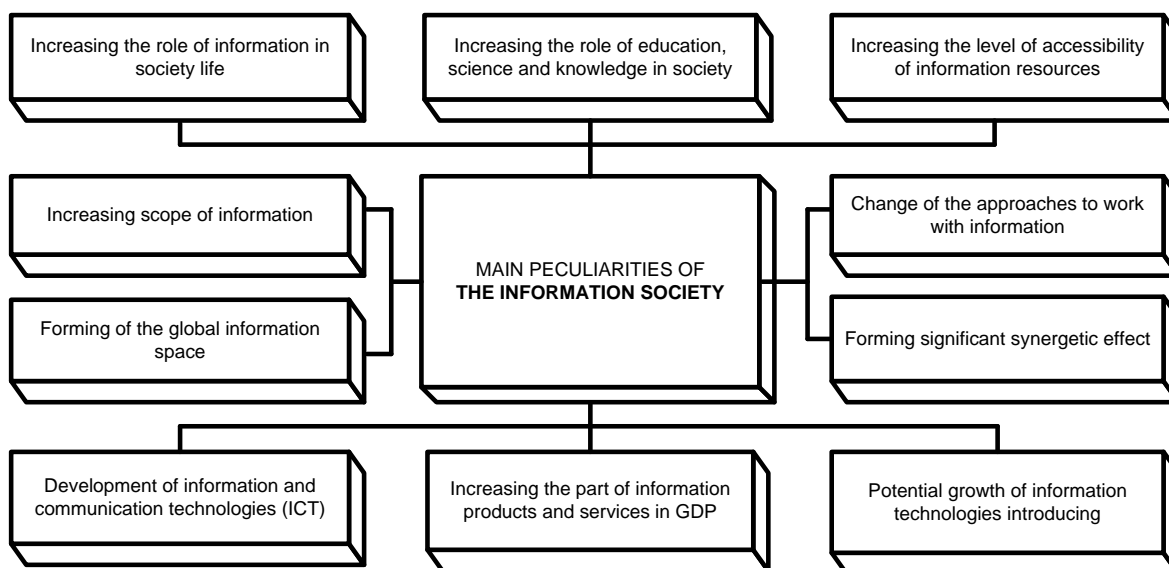 Increasing the role of information in
society life
Increasing the role of education,
science and knowledge in society
Increasing the level of accessibility
of information resources
Increasing scope of information
Change of the approaches to work
with information
MAIN PECULIARITIES OF
THE INFORMATION SOCIETY
Forming of the global information
space
Forming significant synergetic effect
Development of information and
communication technologies (ICT)
Increasing the part of information
products and services in GDP
Potential growth of information
technologies introducing